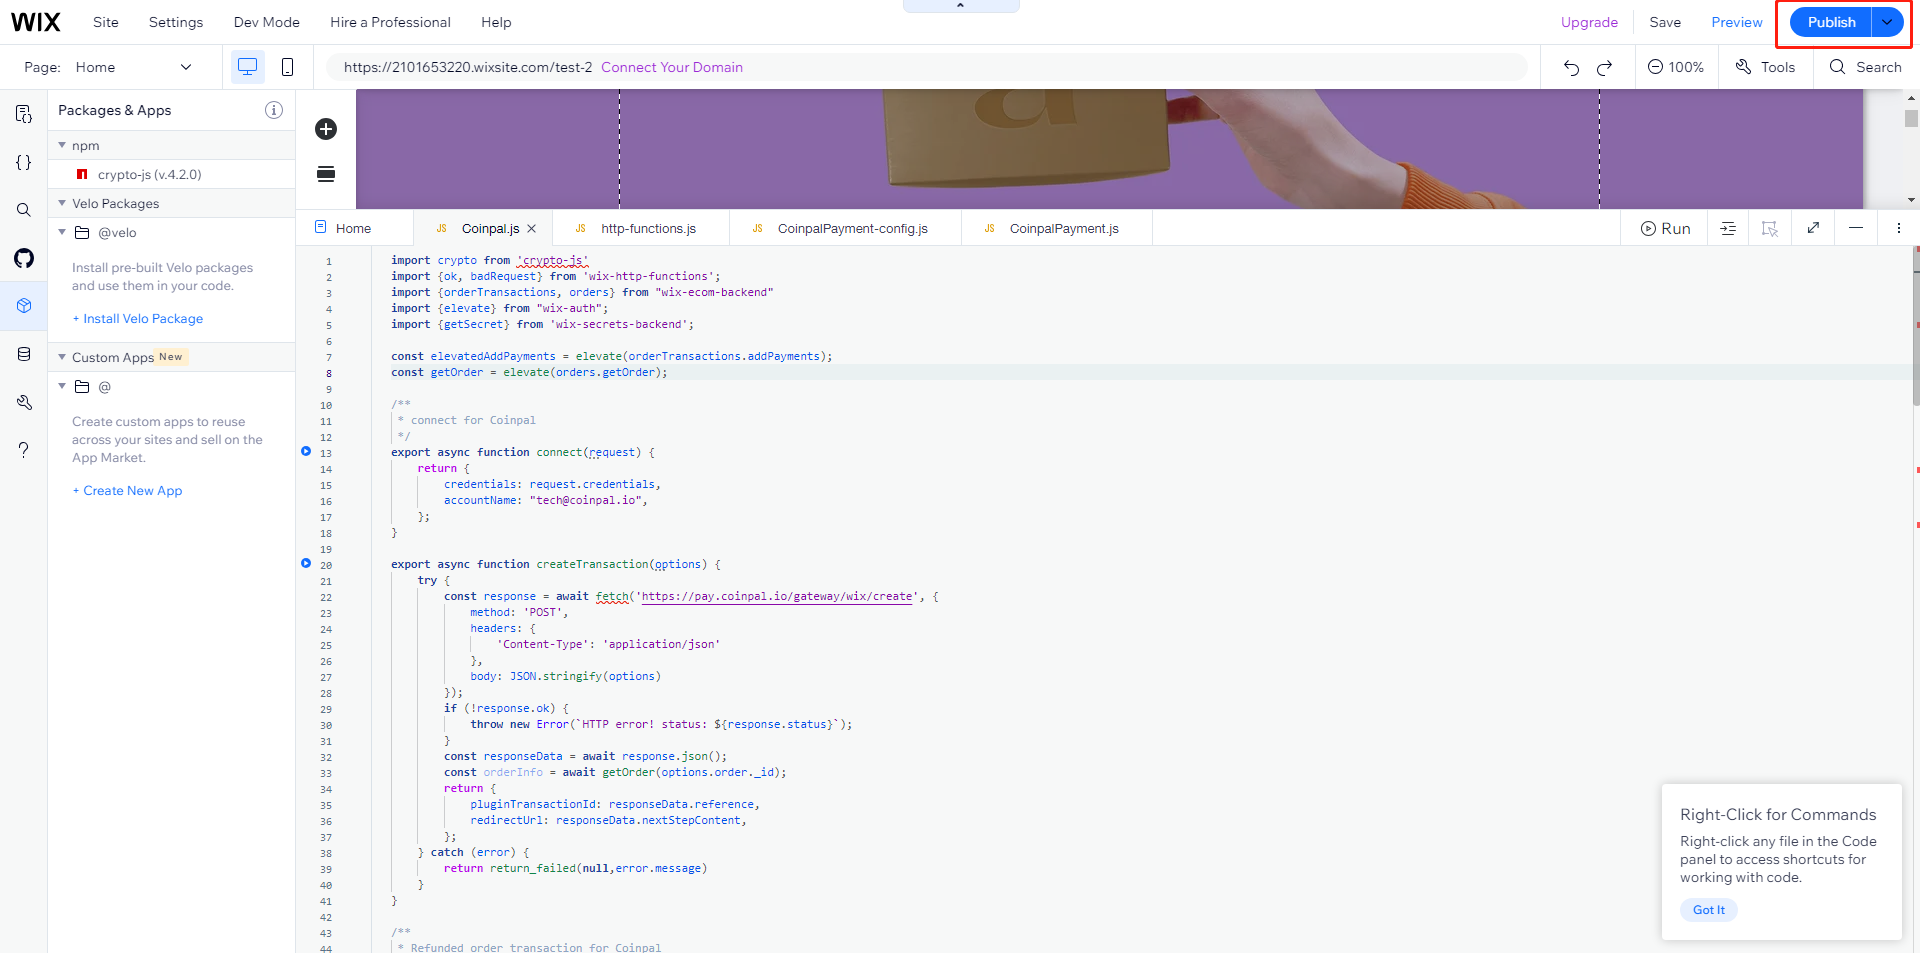 WIX Site Settings Dev Mode Hire a Professional Help Upgrade Save Preview Publish
Page: Home https://2101653220.wixsite.com/test-2 Connect Your Domain 100% Tools Search
Packages & Apps
npm
crypto-js (v.4.2.0)
Velo Packages
@velo
Install pre-built Velo packages
and use them in your code.
+ Install Velo Package
Custom Apps New
@
Create custom apps to reuse
across your sites and sell on the
App Market.
+ Create New App
a
Home JS Coinpal.js JS http-functions.js JS CoinpalPayment-config.js JS CoinpalPayment.js Run
1 import crypto from 'crypto-js'
2 import {ok, badRequest} from 'wix-http-functions';
3 import {orderTransactions, orders} from "wix-ecom-backend"
4 import {elevate} from "wix-auth";
5 import {getSecret} from 'wix-secrets-backend';
6
7 const elevatedAddPayments = elevate(orderTransactions.addPayments);
8 const getOrder = elevate(orders.getOrder);
9
10 /**
11 * connect for Coinpal
12 */
13 export async function connect(request) {
14 return {
15 credentials: request.credentials,
16 accountName: "tech@coinpal.io",
17 };
18 }
19
20 export async function createTransaction(options) {
21 try {
22 const response = await fetch('https://pay.coinpal.io/gateway/wix/create', {
23 method: 'POST',
24 headers: {
25 'Content-Type': 'application/json'
26 },
27 body: JSON.stringify(options)
28 });
29 if (!response.ok) {
30 throw new Error(`HTTP error! status: ${response.status}`);
31 }
32 const responseData = await response.json();
33 const orderInfo = await getOrder(options.order._id);
34 return {
35 pluginTransactionId: responseData.reference,
36 redirectUrl: responseData.nextStepContent,
37 };
38 } catch (error) {
39 return return_failed(null,error.message)
40 }
41 }
42
43 /**
44 * Refunded order transaction for Coinpal
Right-Click for Commands
Right-click any file in the Code
panel to access shortcuts for
working with code.
Got It